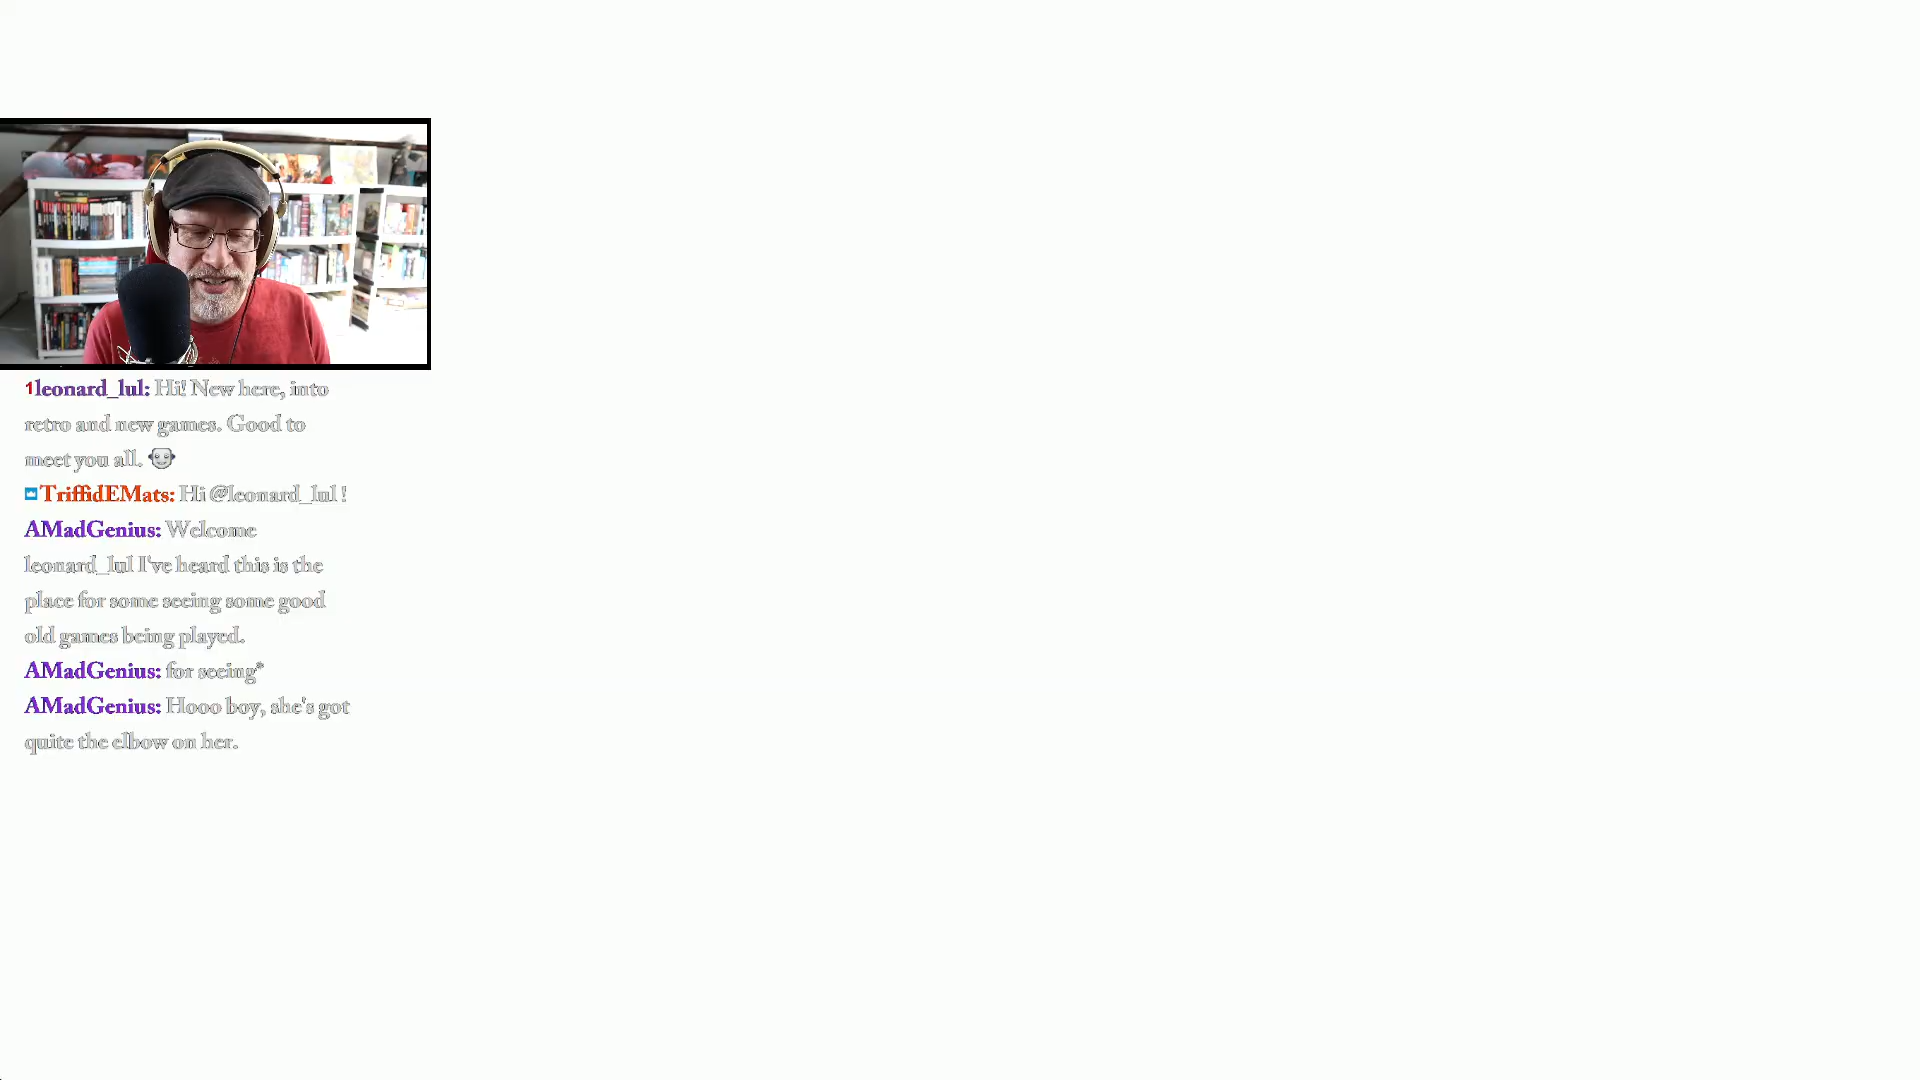 1leonard_lul: Hi! New here, into
retro and new games. Good to
meet you all.
TriffidEMats: Hi @leonard_lul !
AMadGenius: Welcome
leonard_lul I've heard this is the
place for some seeing some good
old games being played.
AMadGenius: for seeing*
AMadGenius: Hooo boy, she's got
quite the elbow on her.